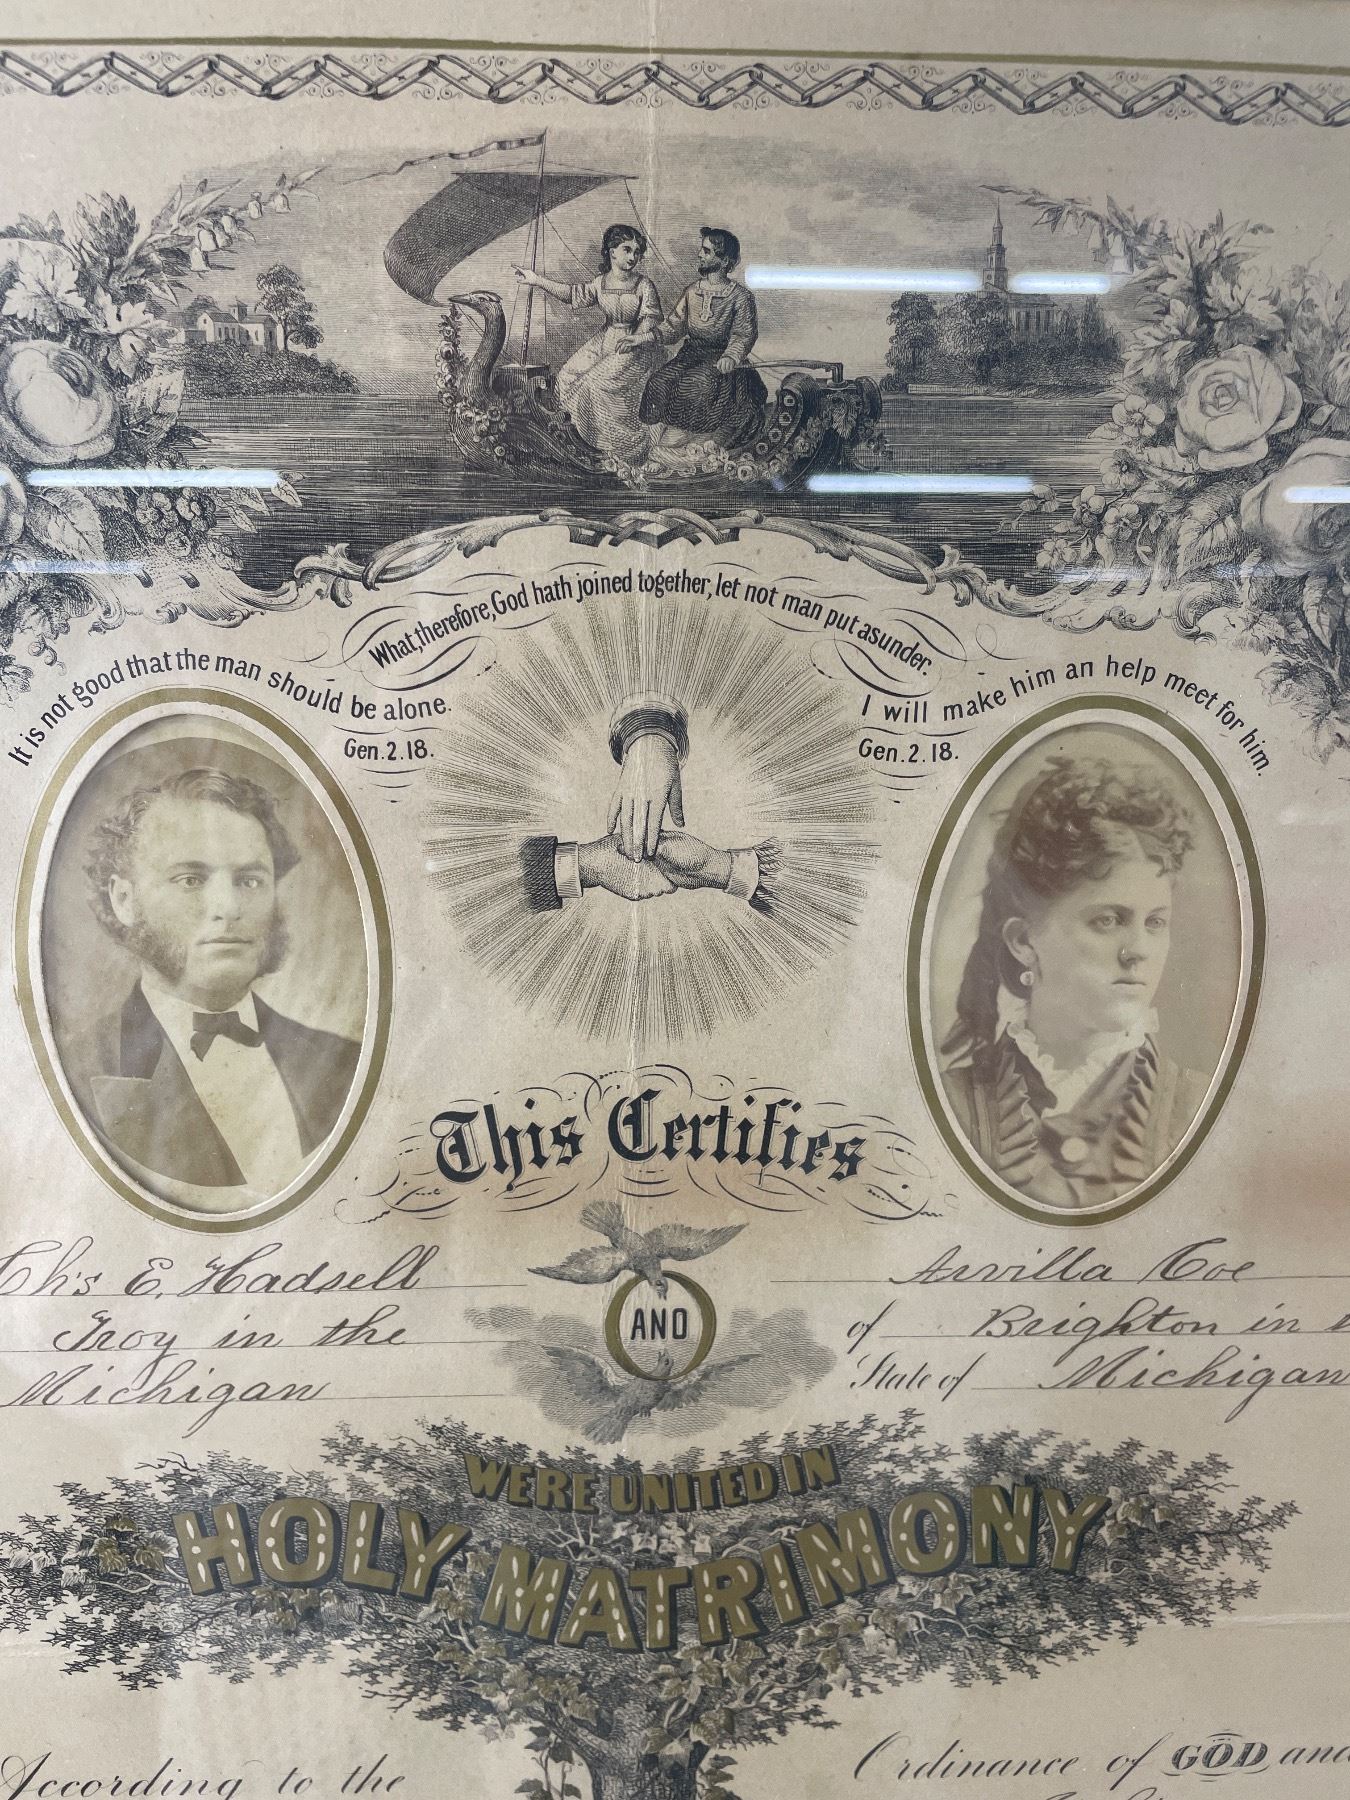 What, therefore, God hath joined together, let not man put asunder.
It is not good that the man should be alone.
Gen. 2. 18.
I will make him an help meet for him.
Gen. 2. 18.
This Certifies
Ch's E. Hadsell
AND
Arvilla Coe
Troy in the
of Brighton in
Michigan
State of Michigan
WERE UNITED IN
HOLY MATRIMONY
According to the
Ordinance of GOD and